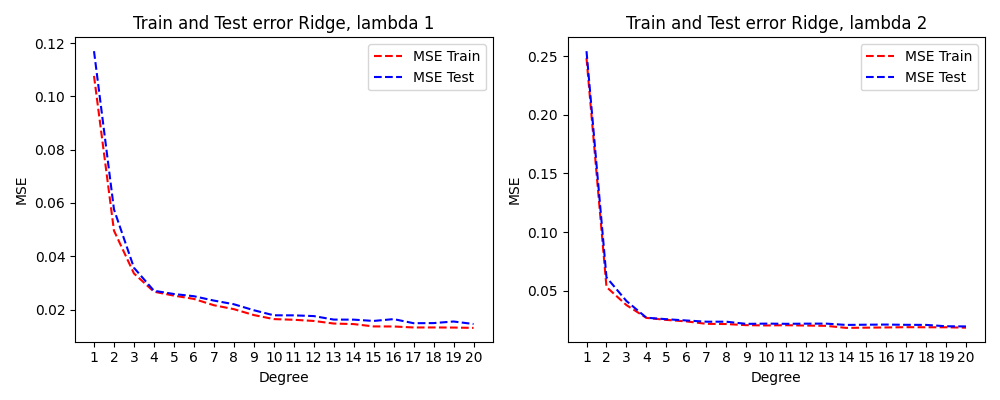 Train and Test error Ridge, lambda 1
MSE Train
MSE Test
0.12
0.10
0.08
0.06
0.04
0.02
MSE
1 2 3 4 5 6 7 8 9 10 11 12 13 14 15 16 17 18 19 20
Degree
Train and Test error Ridge, lambda 2
MSE Train
MSE Test
0.25
0.20
0.15
0.10
0.05
MSE
1 2 3 4 5 6 7 8 9 10 11 12 13 14 15 16 17 18 19 20
Degree